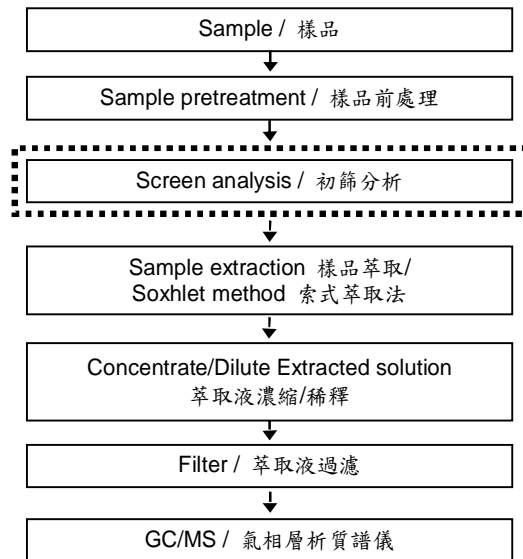 Sample / 樣品
Sample pretreatment / 樣品前處理
Screen analysis / 初篩分析
Sample extraction 樣品萃取/
Soxhlet method 索式萃取法
Concentrate/Dilute Extracted solution
萃取液濃縮/稀釋
Filter / 萃取液過濾
GC/MS / 氣相層析質譜儀